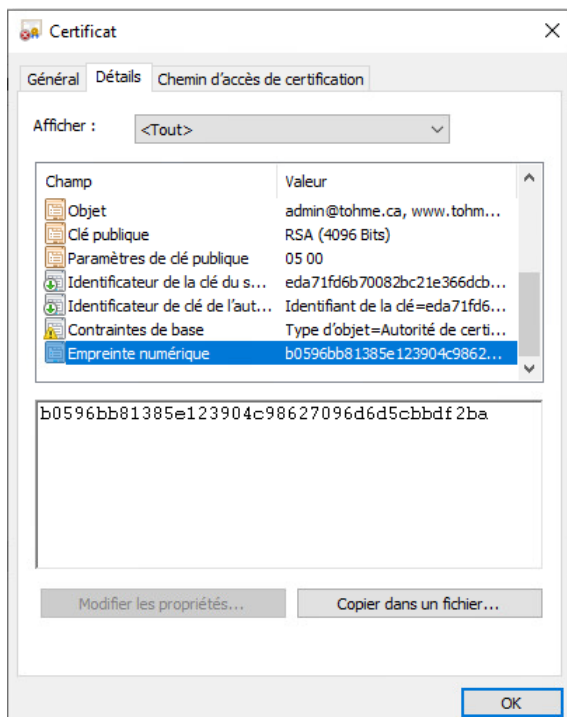 Certificat
Général Détails Chemin d'accès de certification
Afficher : <Tout>
Champ Valeur
Objet admin@tohme.ca, www.tohm...
Clé publique RSA (4096 Bits)
Paramètres de clé publique 05 00
Identificateur de la clé du s... eda71fd6b70082bc21e366dcb...
Identificateur de clé de l'aut... Identifiant de la clé=eda71fd6...
Contraintes de base Type d'objet=Autorité de certi...
Empreinte numérique b0596bb81385e123904c9862...
b0596bb81385e123904c98627096d6d5cbbdf2ba
Modifier les propriétés... Copier dans un fichier...
OK